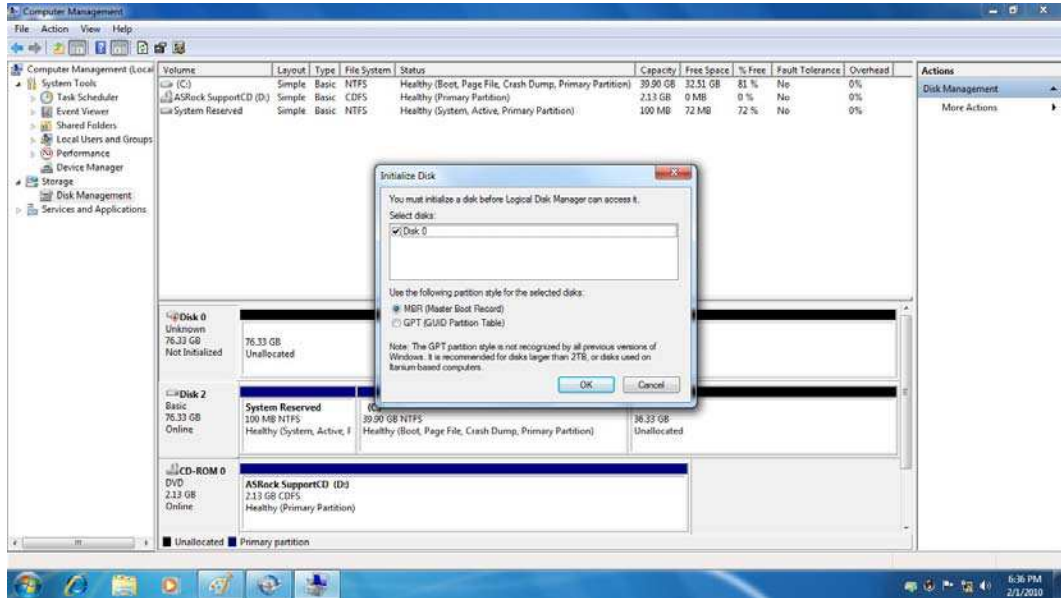 Computer Management
File Action View Help
Computer Management (Local
System Tools
Task Scheduler
Event Viewer
Shared Folders
Local Users and Groups
Performance
Device Manager
Storage
Disk Management
Services and Applications
Volume Layout Type File System Status Capacity Free Space % Free Fault Tolerance Overhead
(C:) Simple Basic NTFS Healthy (Boot, Page File, Crash Dump, Primary Partition) 39.90 GB 32.51 GB 81 % No 0%
ASRock SupportCD (D:) Simple Basic CDFS Healthy (Primary Partition) 2.13 GB 0 MB 0 % No 0%
System Reserved Simple Basic NTFS Healthy (System, Active, Primary Partition) 100 MB 72 MB 72 % No 0%
Actions
Disk Management
More Actions
Initialize Disk
You must initialize a disk before Logical Disk Manager can access it.
Select disks:
Disk 0
Use the following partition style for the selected disks:
MBR (Master Boot Record)
GPT (GUID Partition Table)
Note: The GPT partition style is not recognized by all previous versions of
Windows. It is recommended for disks larger than 2TB, or disks used on
Itanium-based computers.
OK Cancel
Disk 0
Unknown
76.33 GB
Not Initialized
76.33 GB
Unallocated
Disk 2
Basic
76.33 GB
Online
System Reserved
100 MB NTFS
Healthy (System, Active,
39.90 GB NTFS
Healthy (Boot, Page File, Crash Dump, Primary Partition)
36.33 GB
Unallocated
CD-ROM 0
DVD
2.13 GB
Online
ASRock SupportCD (D:)
2.13 GB CDFS
Healthy (Primary Partition)
Unallocated Primary partition
6:36 PM
2/1/2010